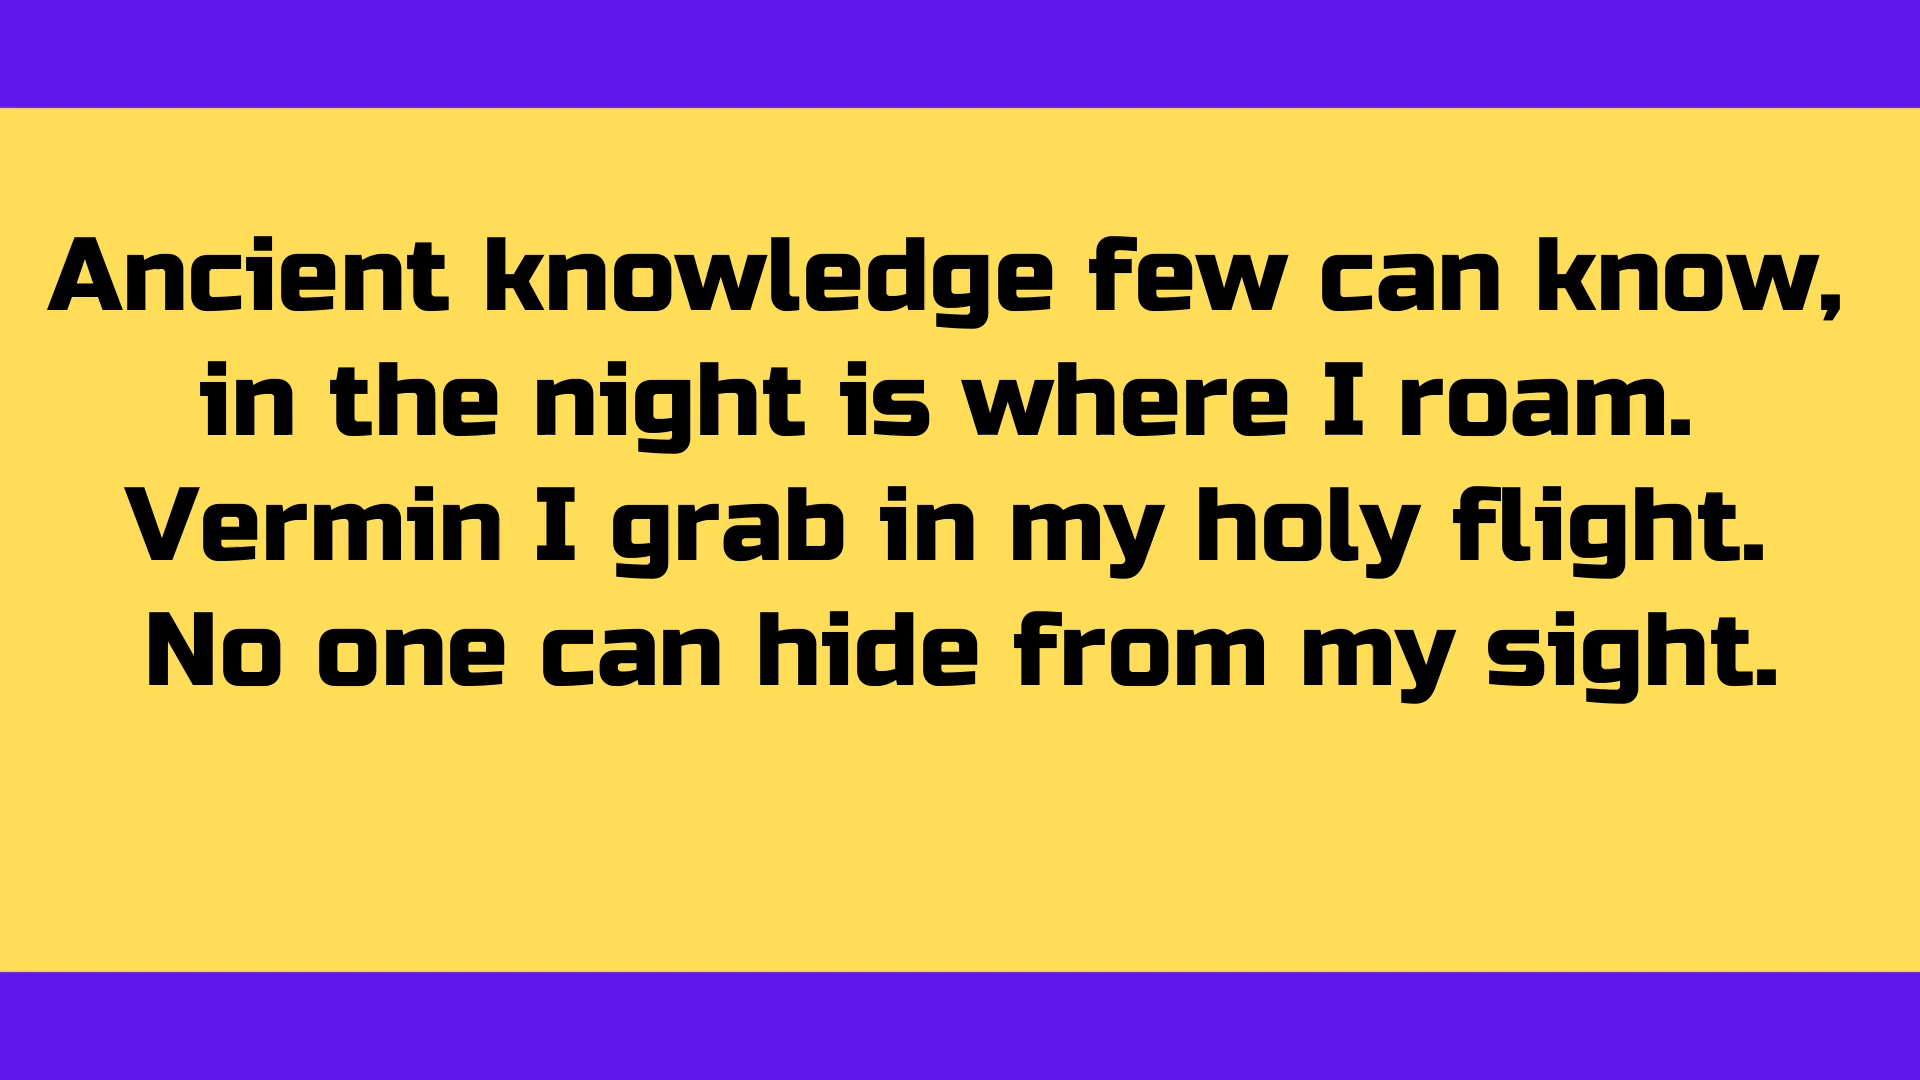 Ancient knowledge few can know,
in the night is where I roam.
Vermin I grab in my holy flight.
No one can hide from my sight.